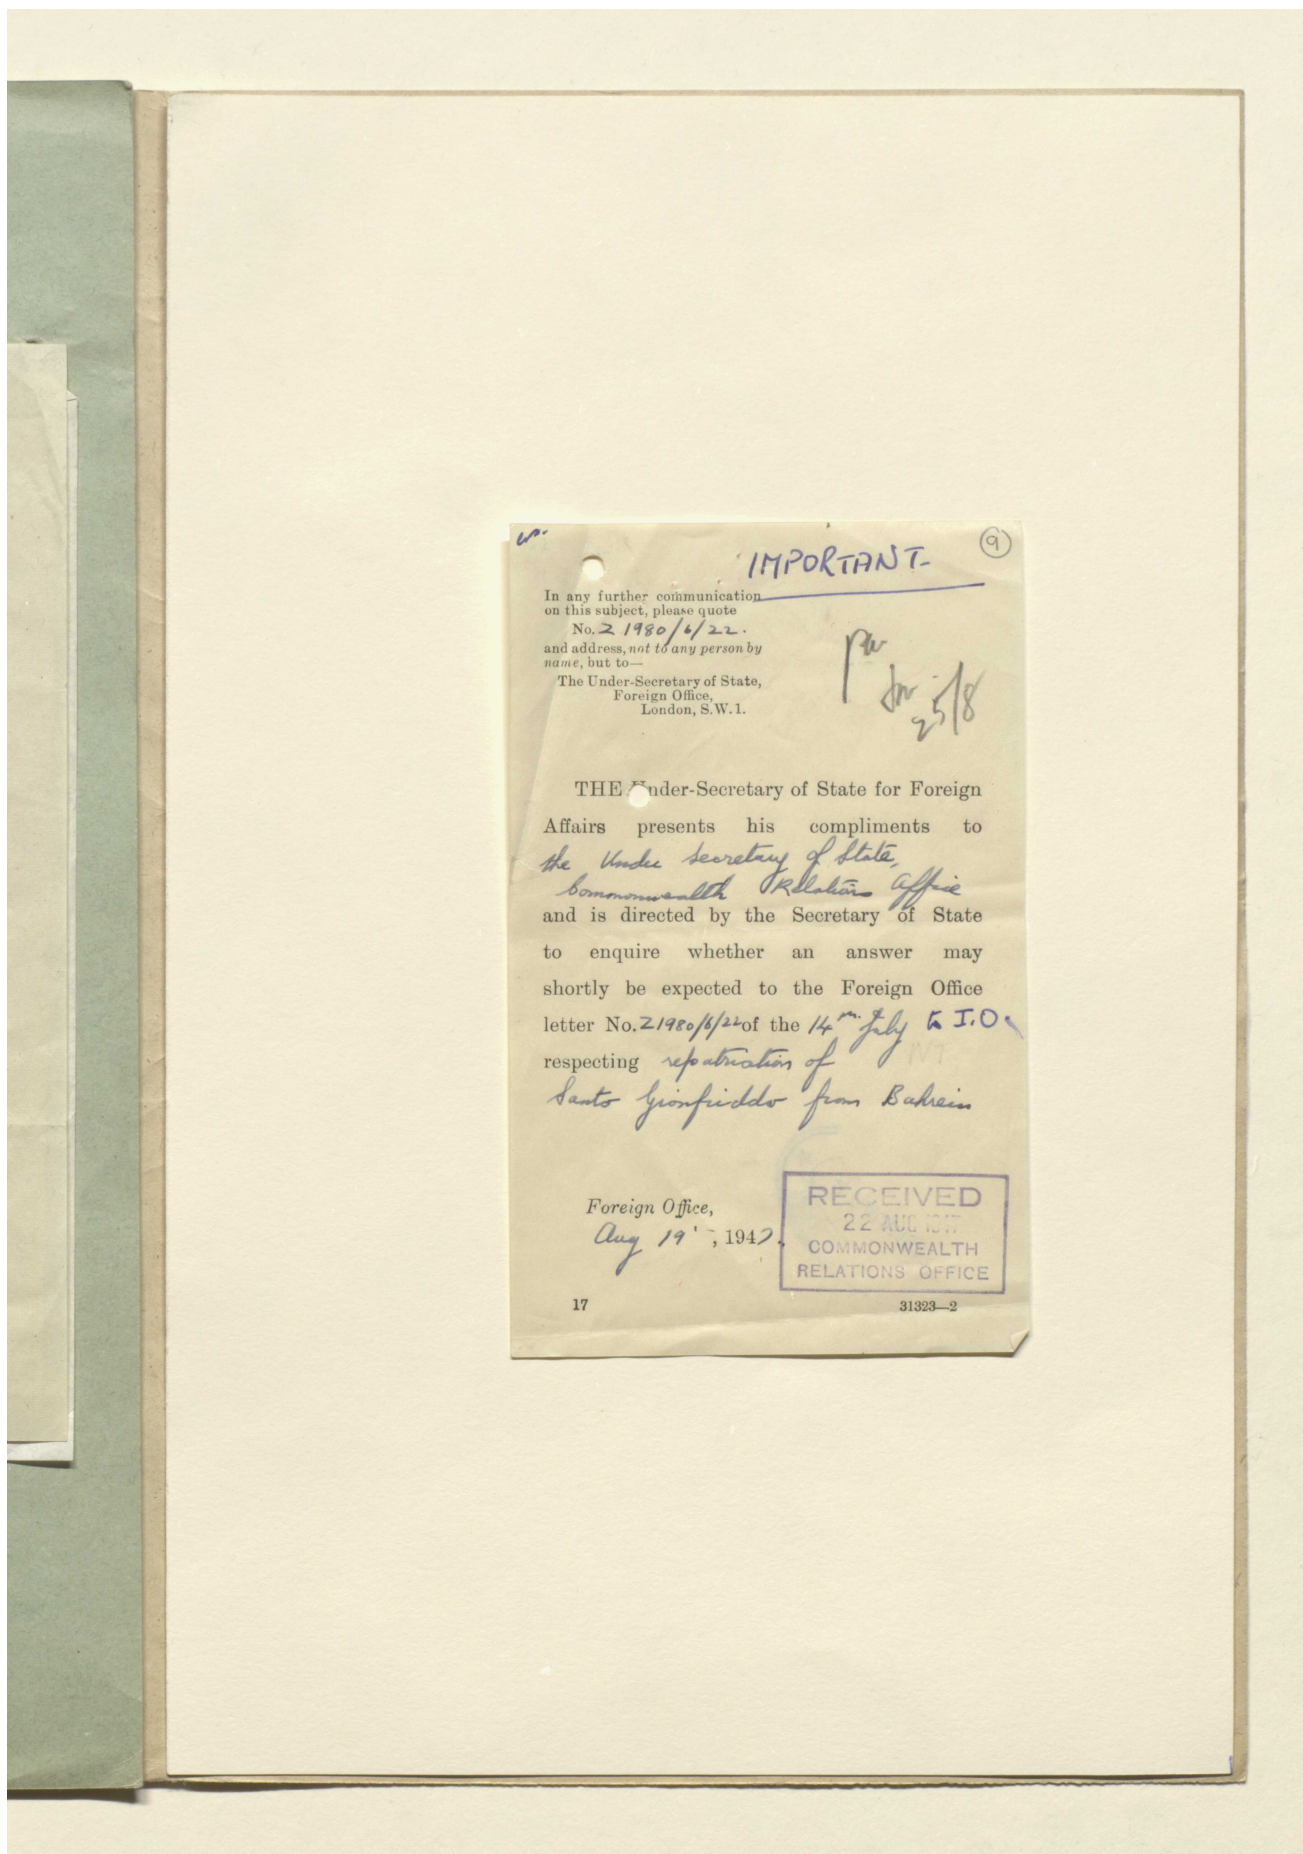 9
IMPORTANT.
In any further communication
on this subject, please quote
No. Z 1980/6/22.
and address, not to any person by
name, but to—
The Under-Secretary of State,
Foreign Office,
London, S.W.1.
25/8
THE Under-Secretary of State for Foreign
Affairs presents his compliments to
the Under Secretary of State,
Commonwealth Relations Office
and is directed by the Secretary of State
to enquire whether an answer may
shortly be expected to the Foreign Office
letter No. Z1980/6/22 of the 14th July to I.O.
respecting repatriation of
Santo Gionfriddo from Bahrein
Foreign Office,
Aug 19, 1947.
RECEIVED
22 AUG 1947
COMMONWEALTH
RELATIONS OFFICE
17
31323—2